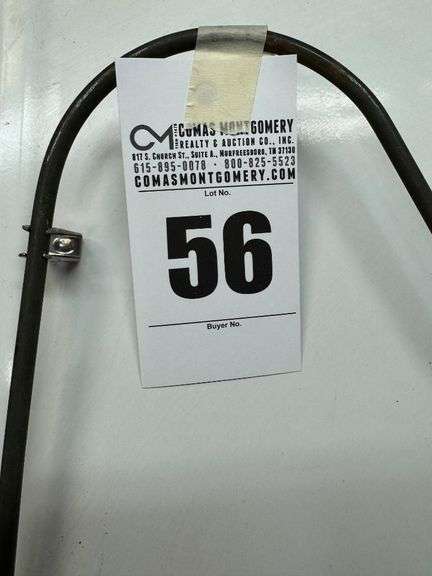 CM COMAS MONTGOMERY
REALTY & AUCTION CO., INC.
817 S. CHURCH ST., SUITE A., MURFREESBORO, TN 37130
615-895-0078 · 800-825-5523
COMASMONTGOMERY.COM
Lot No.
56
Buyer No.